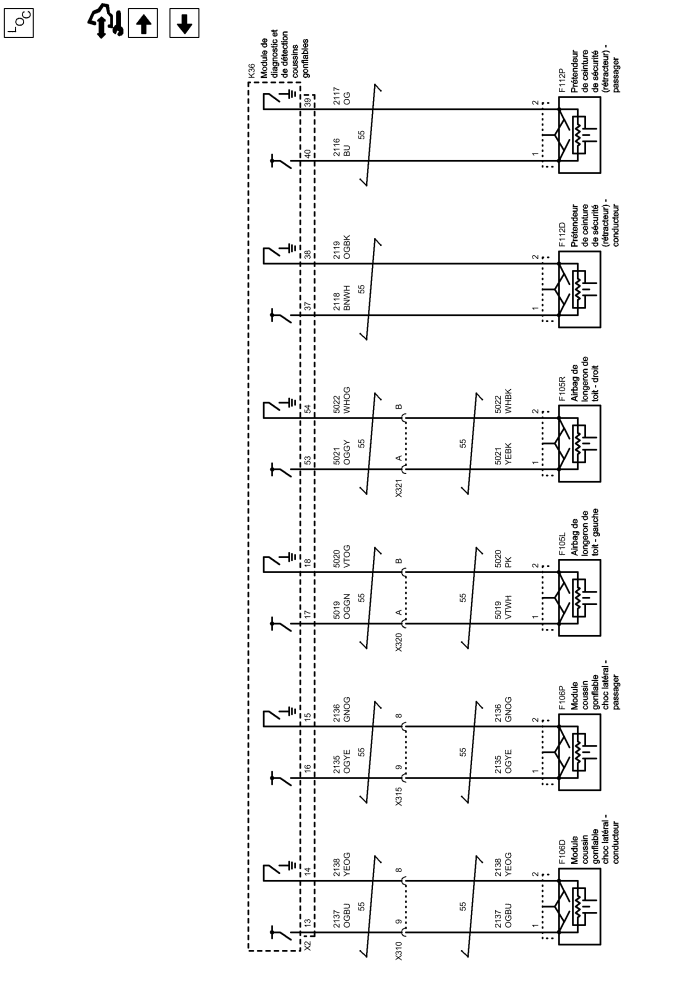 LOC
K36
Module de
diagnostic et
de détection
coussins
gonflables
39
2117
OG
40
2116
BU
55
2
1
F112P
Prétendeur
de ceinture
de sécurité
(rétracteur) -
passager
38
2119
OGBK
37
2118
BNWH
55
2
1
F112D
Prétendeur
de ceinture
de sécurité
(rétracteur) -
conducteur
54
5022
WHOG
53
5021
OGGY
55
B
A
X321
5022
WHBK
5021
YEBK
55
2
1
F105R
Airbag de
longeron de
toit - droit
18
5020
VTOG
17
5019
OGGN
55
B
A
X320
5020
PK
5019
VTWH
55
2
1
F105L
Airbag de
longeron de
toit - gauche
15
2136
GNOG
16
2135
OGYE
55
8
9
X315
2136
GNOG
2135
OGYE
55
2
1
F106P
Module
coussin
gonflable
choc latéral -
passager
14
2138
YEOG
13
2137
OGBU
X2
55
8
9
X310
2138
YEOG
2137
OGBU
55
2
1
F106D
Module
coussin
gonflable
choc latéral -
conducteur